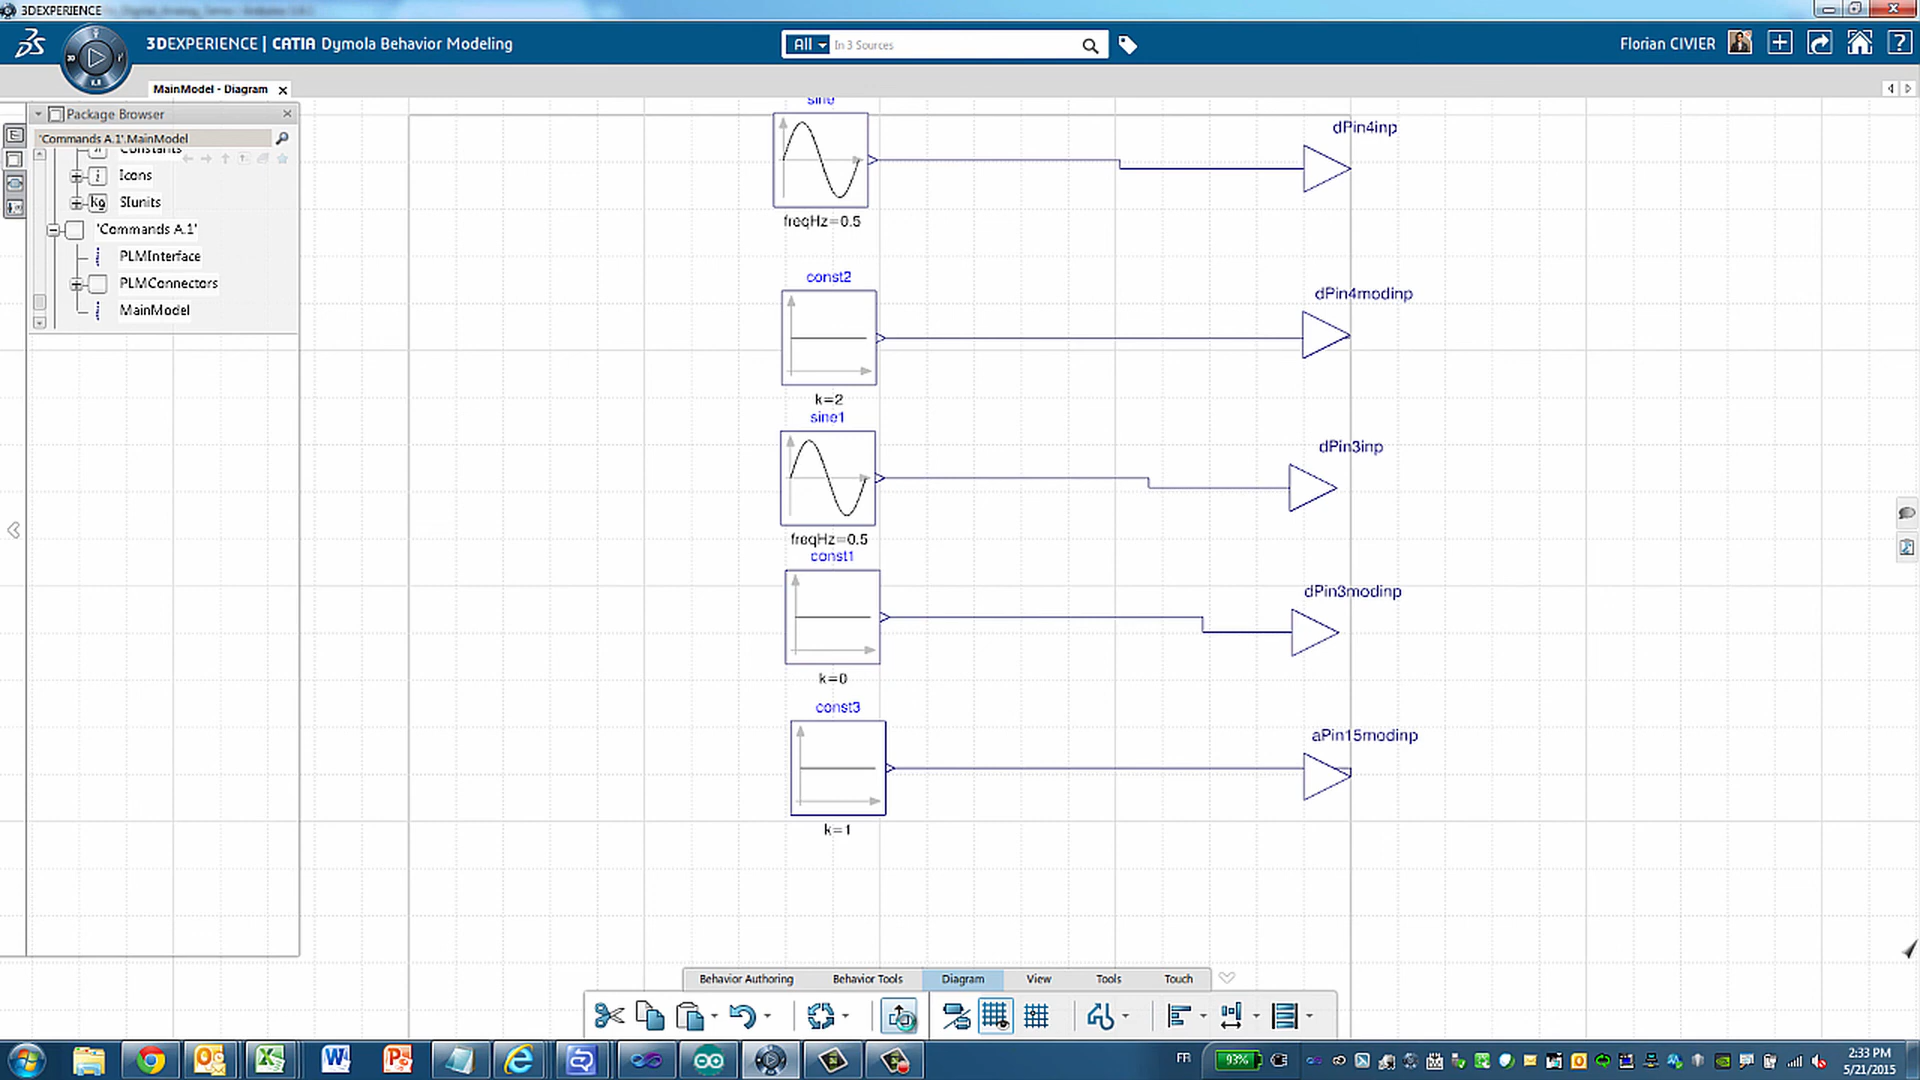 3DEXPERIENCE
3DEXPERIENCE | CATIA Dymola Behavior Modeling
All
In 3 Sources
Florian CIVIER
MainModel - Diagram
Package Browser
'Commands A.1'.MainModel
Constants
Icons
kg
SIunits
'Commands A.1'
PLMInterface
PLMConnectors
MainModel
sine
freqHz=0.5
dPin4inp
const2
k=2
dPin4modinp
sine1
freqHz=0.5
dPin3inp
const1
k=0
dPin3modinp
const3
k=1
aPin15modinp
Behavior Authoring
Behavior Tools
Diagram
View
Tools
Touch
FR
93%
2:33 PM
5/21/2015